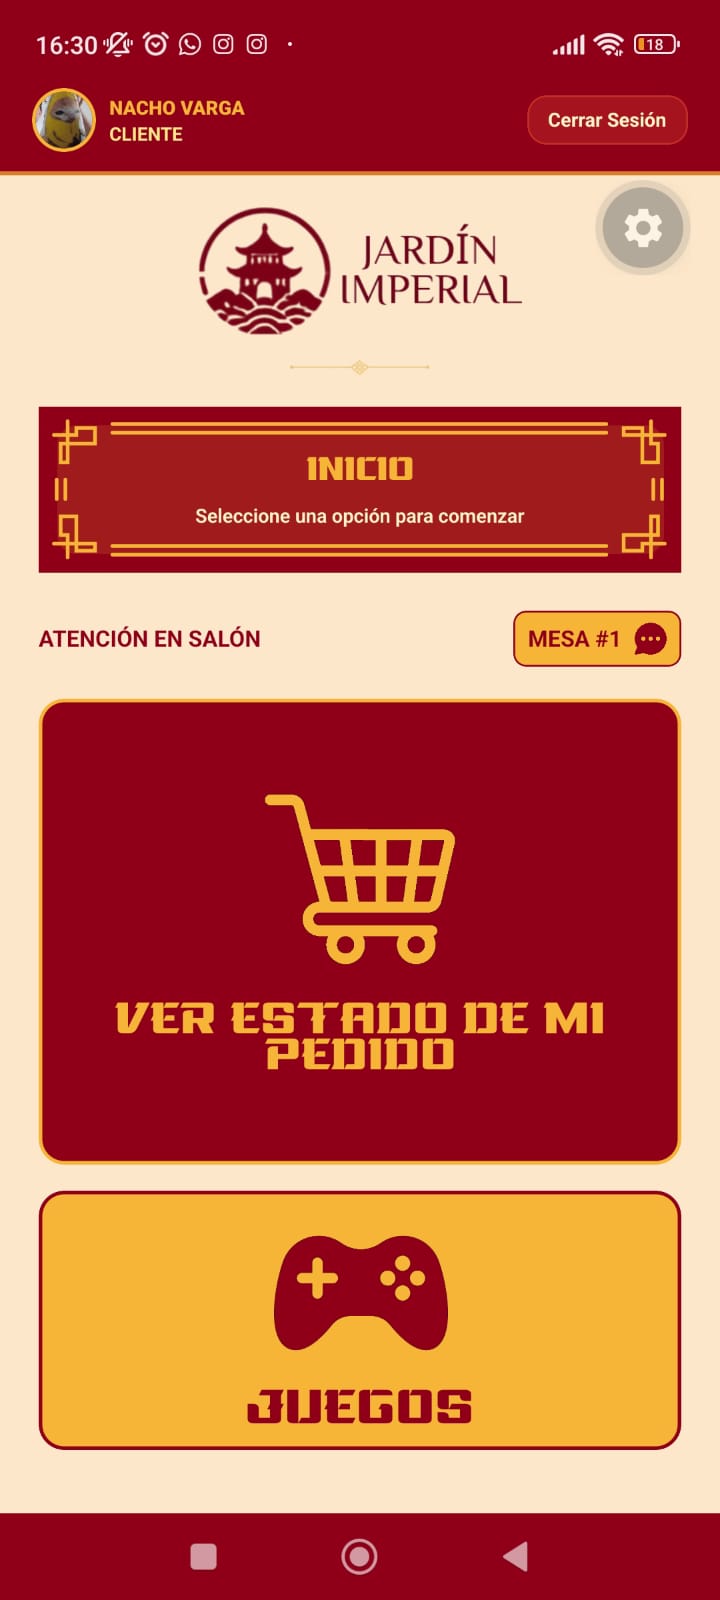 16:30
18
NACHO VARGA
CLIENTE
Cerrar Sesión
JARDÍN
IMPERIAL
INICIO
Seleccione una opción para comenzar
ATENCIÓN EN SALÓN
MESA #1
VER ESTADO DE MI
PEDIDO
JUEGOS